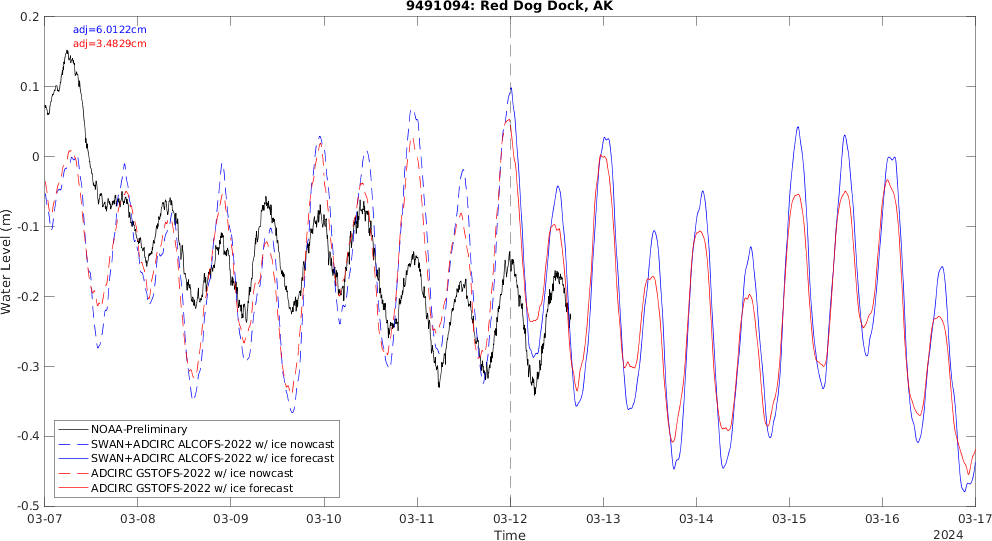 9491094: Red Dog Dock, AK
adj=6.0122cm
adj=3.4829cm
0.2
0.1
0
-0.1
-0.2
-0.3
-0.4
-0.5
Water Level (m)
NOAA-Preliminary
SWAN+ADCIRC ALCOFS-2022 w/ ice nowcast
SWAN+ADCIRC ALCOFS-2022 w/ ice forecast
ADCIRC GSTOFS-2022 w/ ice nowcast
ADCIRC GSTOFS-2022 w/ ice forecast
03-07 03-08 03-09 03-10 03-11 03-12 03-13 03-14 03-15 03-16 03-17
Time
2024